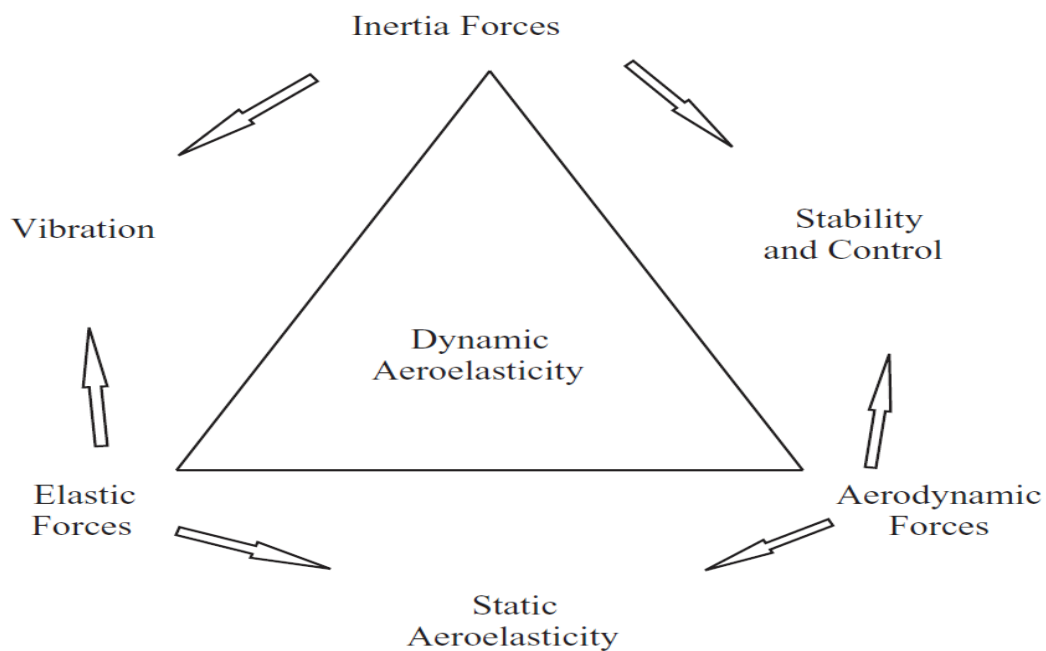 Inertia Forces
Vibration
Stability
and Control
Dynamic
Aeroelasticity
Elastic
Forces
Aerodynamic
Forces
Static
Aeroelasticity